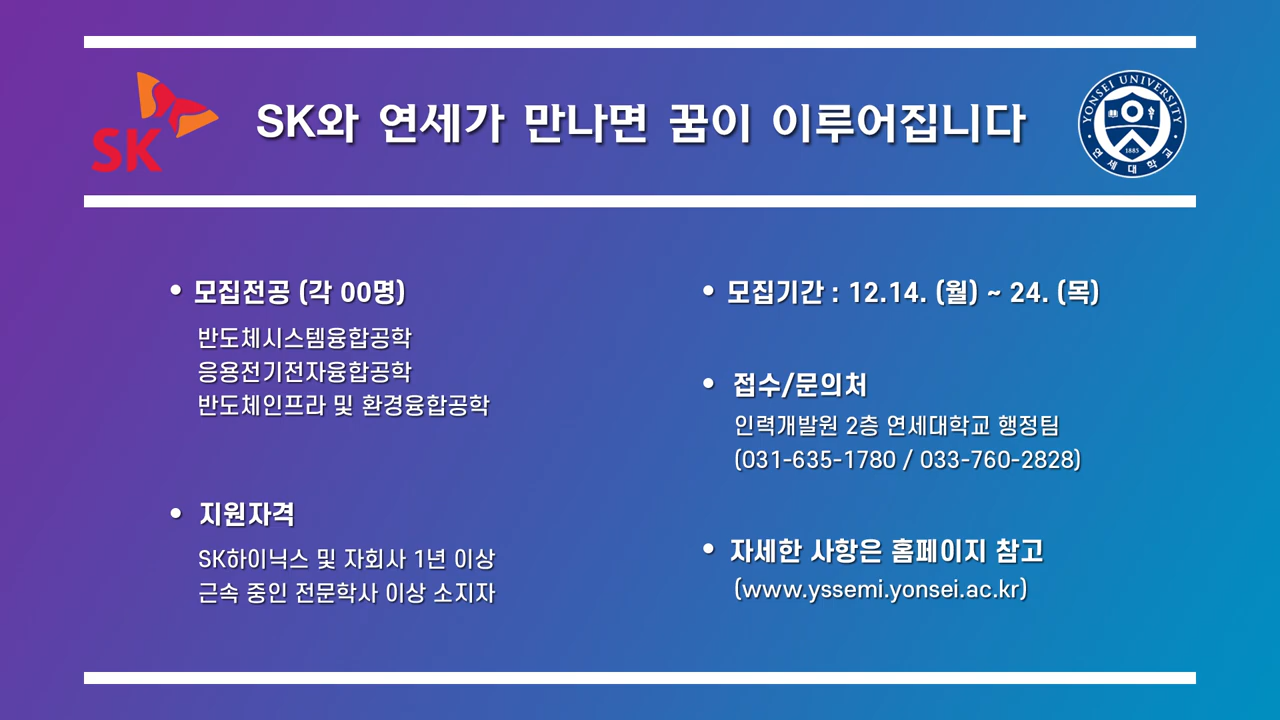 SK
SK와 연세가 만나면 꿈이 이루어집니다
YONSEI UNIVERSITY
1885
연세대학교
• 모집전공 (각 00명)
반도체시스템융합공학
응용전기전자융합공학
반도체인프라 및 환경융합공학
• 지원자격
SK하이닉스 및 자회사 1년 이상
근속 중인 전문학사 이상 소지자
• 모집기간 : 12.14. (월) ~ 24. (목)
• 접수/문의처
인력개발원 2층 연세대학교 행정팀
(031-635-1780 / 033-760-2828)
• 자세한 사항은 홈페이지 참고
(www.yssemi.yonsei.ac.kr)